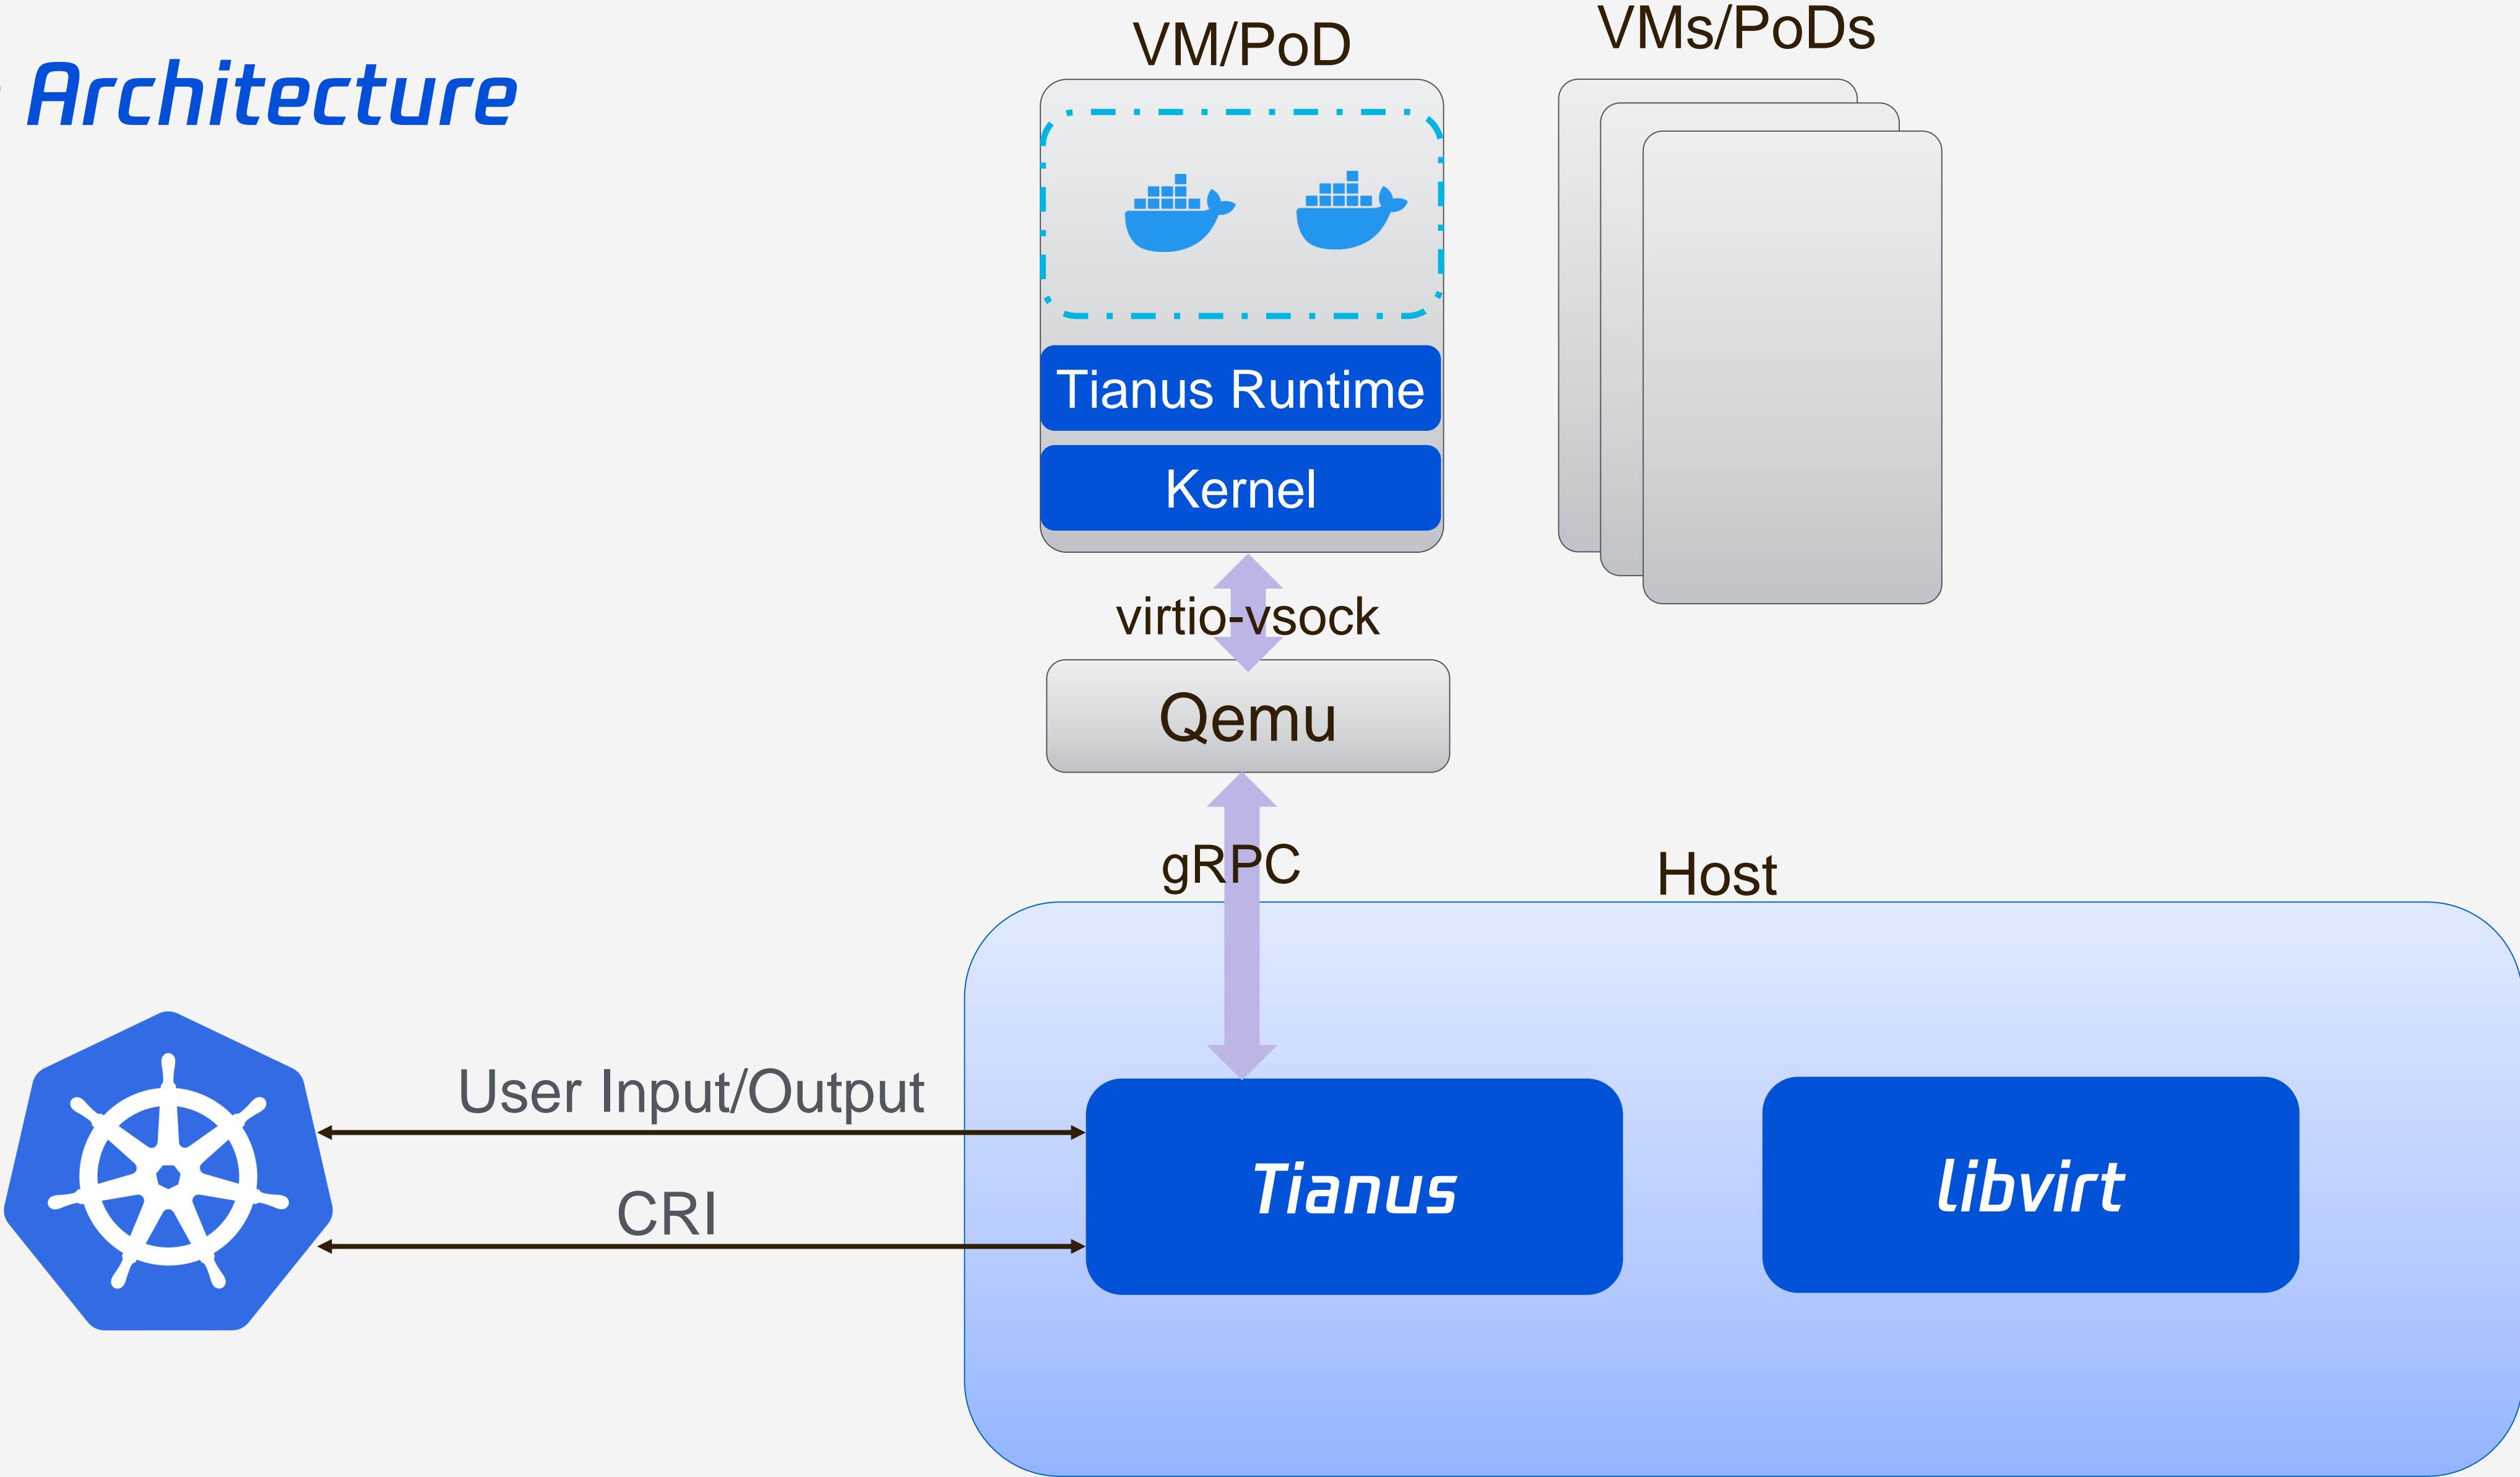 Architecture
VM/PoD
VMs/PoDs
Tianus Runtime
Kernel
virtio-vsock
Qemu
gRPC
Host
User Input/Output
CRI
Tianus
libvirt